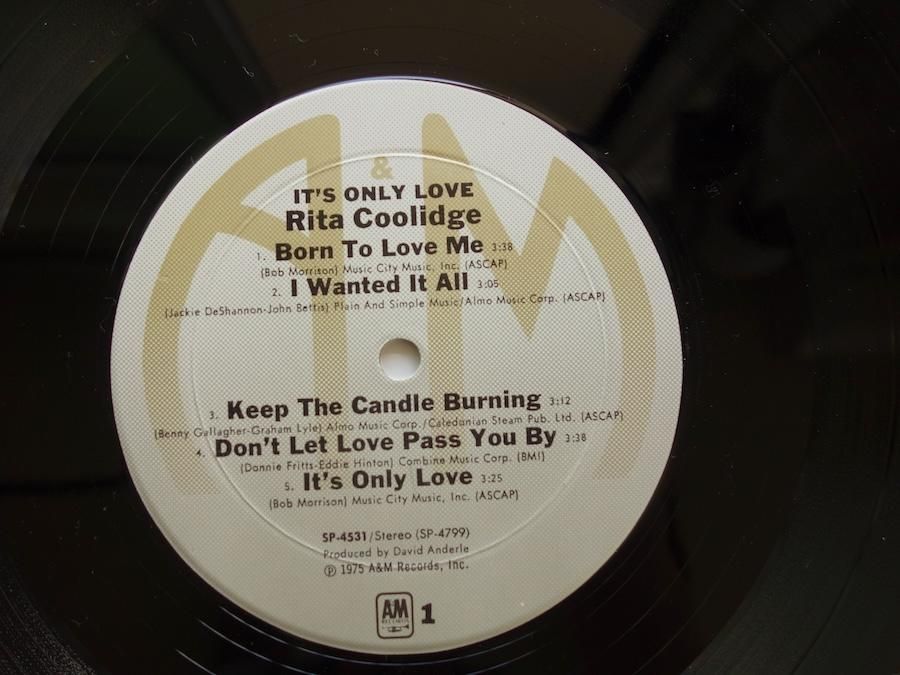 A & M
IT'S ONLY LOVE
Rita Coolidge
1. Born To Love Me 3:38
(Bob Morrison) Music City Music, Inc. (ASCAP)
2. I Wanted It All 3:05
(Jackie DeShannon-John Bettis) Plain And Simple Music/Almo Music Corp. (ASCAP)
3. Keep The Candle Burning 3:12
(Benny Gallagher-Graham Lyle) Almo Music Corp./Caledonian Steam Pub. Ltd. (ASCAP)
4. Don't Let Love Pass You By 3:38
(Donnie Fritts-Eddie Hinton) Combine Music Corp. (BMI)
5. It's Only Love 3:25
(Bob Morrison) Music City Music, Inc. (ASCAP)
SP-4531/Stereo (SP-4799)
Produced by David Anderle
℗ 1975 A&M Records, Inc.
A&M
RECORDS
1